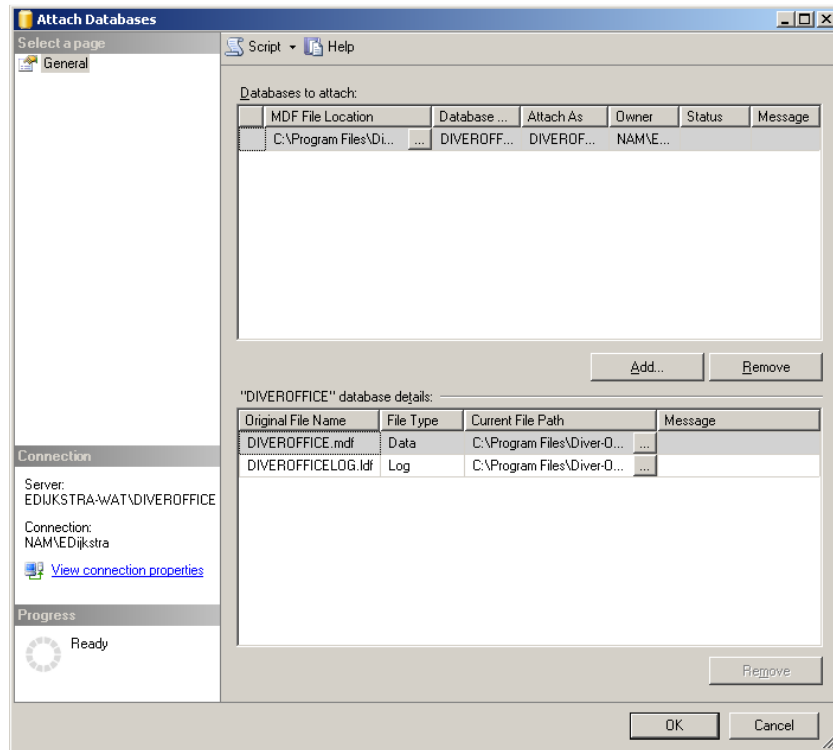 Attach Databases
Select a page
General
Script Help
Databases to attach:
MDF File Location Database ... Attach As Owner Status Message
C:\Program Files\Di... ... DIVEROFF... DIVEROF... NAM\E...
Add... Remove
"DIVEROFFICE" database details:
Original File Name File Type Current File Path Message
DIVEROFFICE.mdf Data C:\Program Files\Diver-O... ...
DIVEROFFICELOG.ldf Log C:\Program Files\Diver-O... ...
Remove
Connection
Server:
EDIJKSTRA-WAT\DIVEROFFICE
Connection:
NAM\EDijkstra
View connection properties
Progress
Ready
OK Cancel